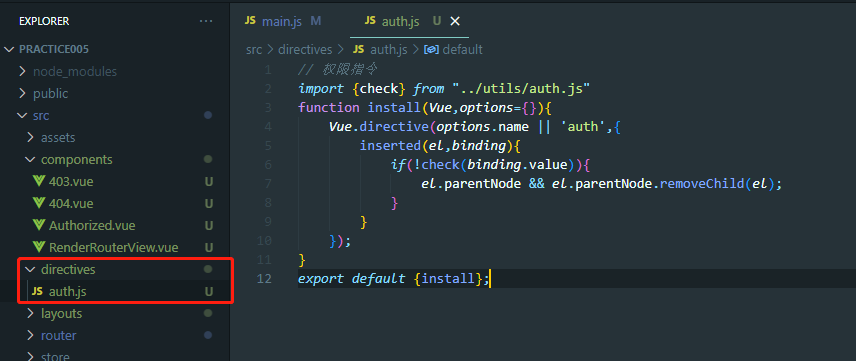 EXPLORER
PRACTICE005
node_modules
public
src
assets
components
403.vue U
404.vue U
Authorized.vue U
RenderRouterView.vue U
directives
auth.js U
layouts
router
store
JS main.js M
JS auth.js U
src > directives > JS auth.js > default
1 // 权限指令
2 import {check} from "../utils/auth.js"
3 function install(Vue,options={}){
4 Vue.directive(options.name || 'auth',{
5 inserted(el,binding){
6 if(!check(binding.value)){
7 el.parentNode && el.parentNode.removeChild(el);
8 }
9 }
10 });
11 }
12 export default {install};